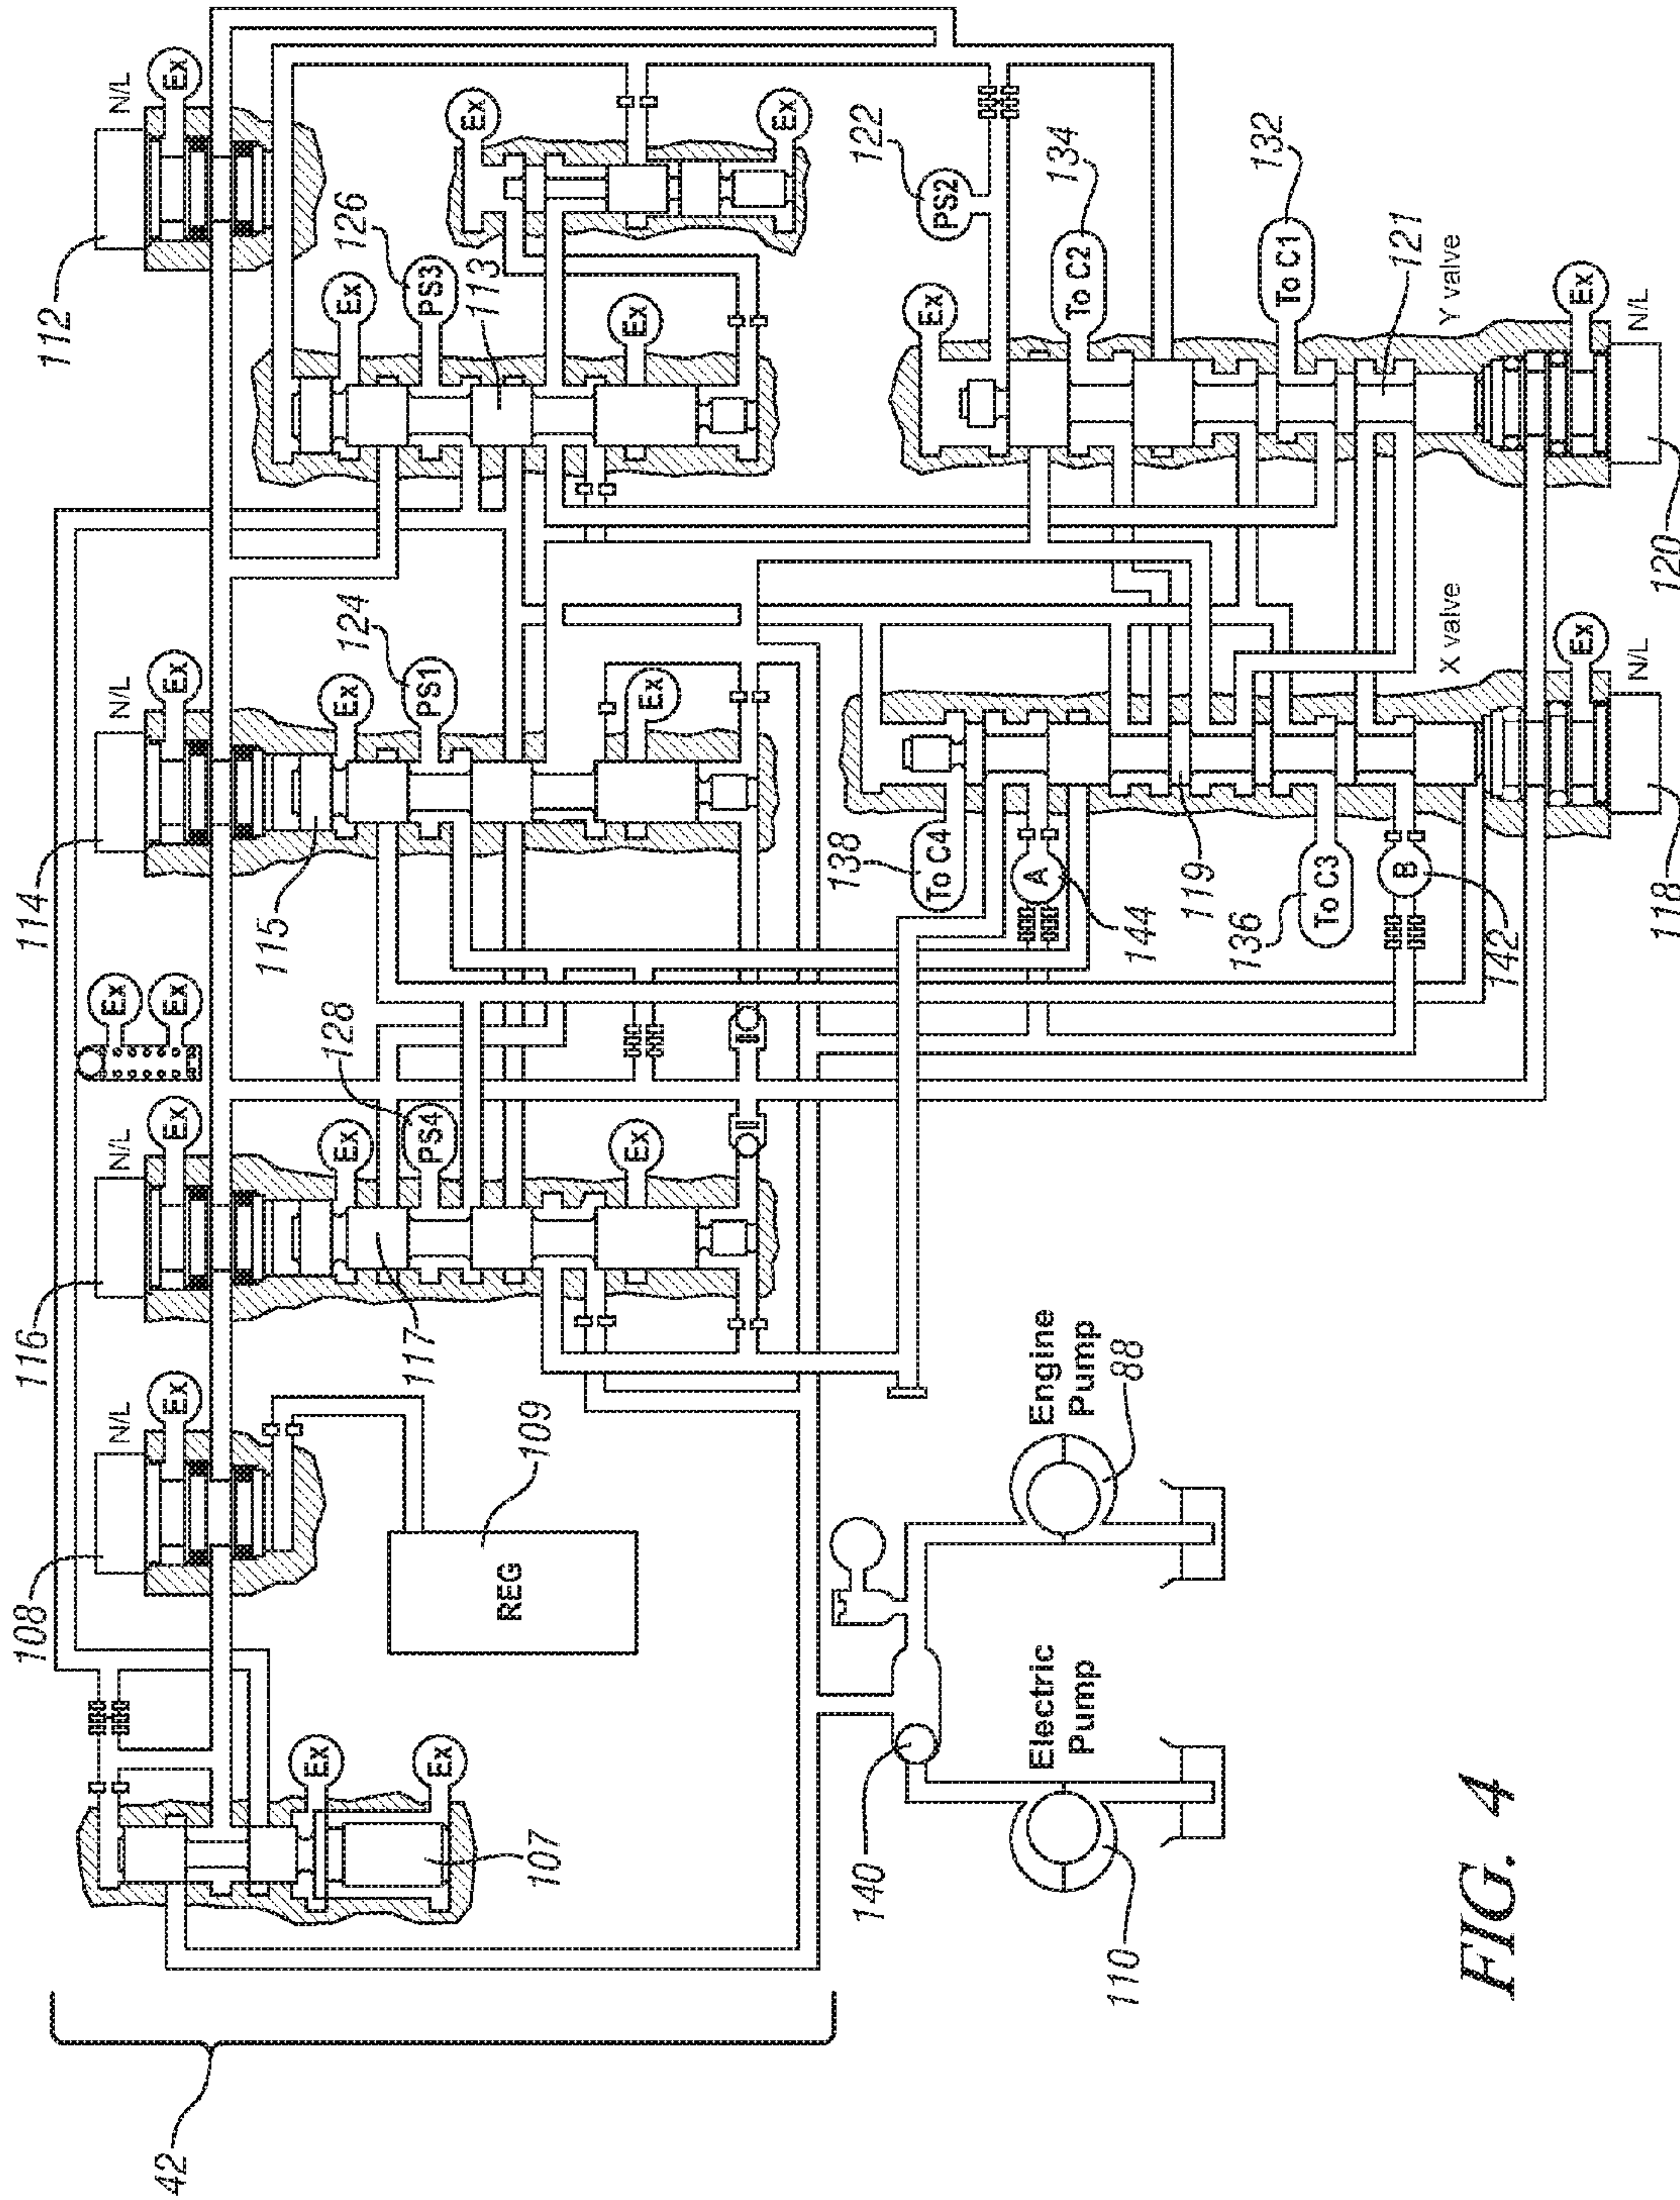 42
108
N/L
Ex
116
N/L
Ex
Ex
Ex
114
N/L
Ex
112
N/L
Ex
107
Ex
Ex
REG
109
117
Ex
128
PS4
Ex
115
Ex
124
PS1
Ex
Ex
126
PS3
113
Ex
Ex
Ex
140
Electric
Pump
110
Engine
Pump
88
138
To C4
A
144
119
136
To C3
B
142
X valve
Ex
N/L
118
Ex
122
PS2
134
To C2
132
To C1
121
Y valve
Ex
N/L
120
FIG. 4